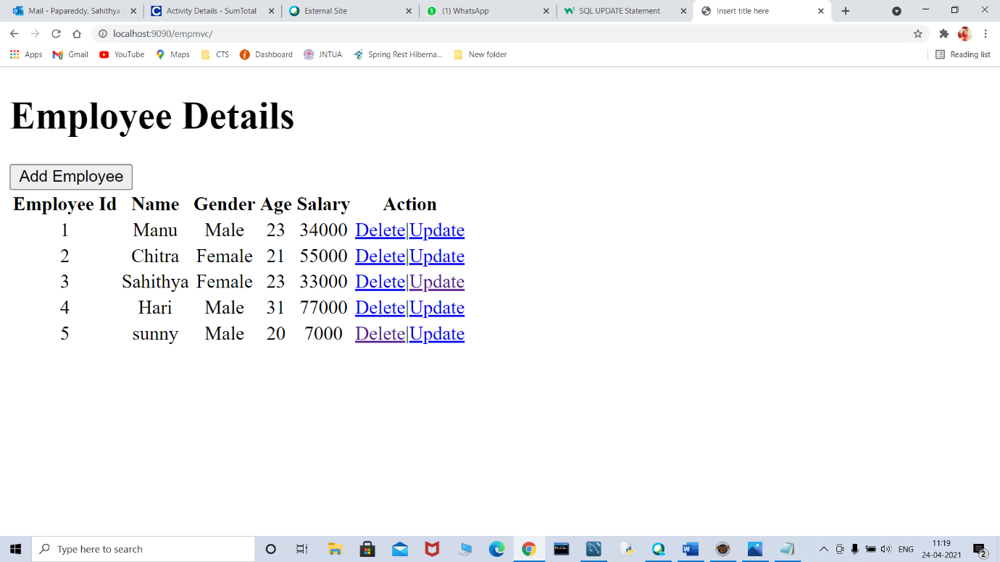 Mail - Papareddy, Sahithya Activity Details - SumTotal External Site (1) WhatsApp SQL UPDATE Statement Insert title here
localhost:9090/empmvc/
Apps Gmail YouTube Maps CTS Dashboard JNTUA Spring Rest Hiberna... New folder Reading list
Employee Details
Add Employee
Employee Id Name Gender Age Salary Action
1 Manu Male 23 34000 Delete|Update
2 Chitra Female 21 55000 Delete|Update
3 Sahithya Female 23 33000 Delete|Update
4 Hari Male 31 77000 Delete|Update
5 sunny Male 20 7000 Delete|Update
Type here to search ENG 11:19
24-04-2021 2